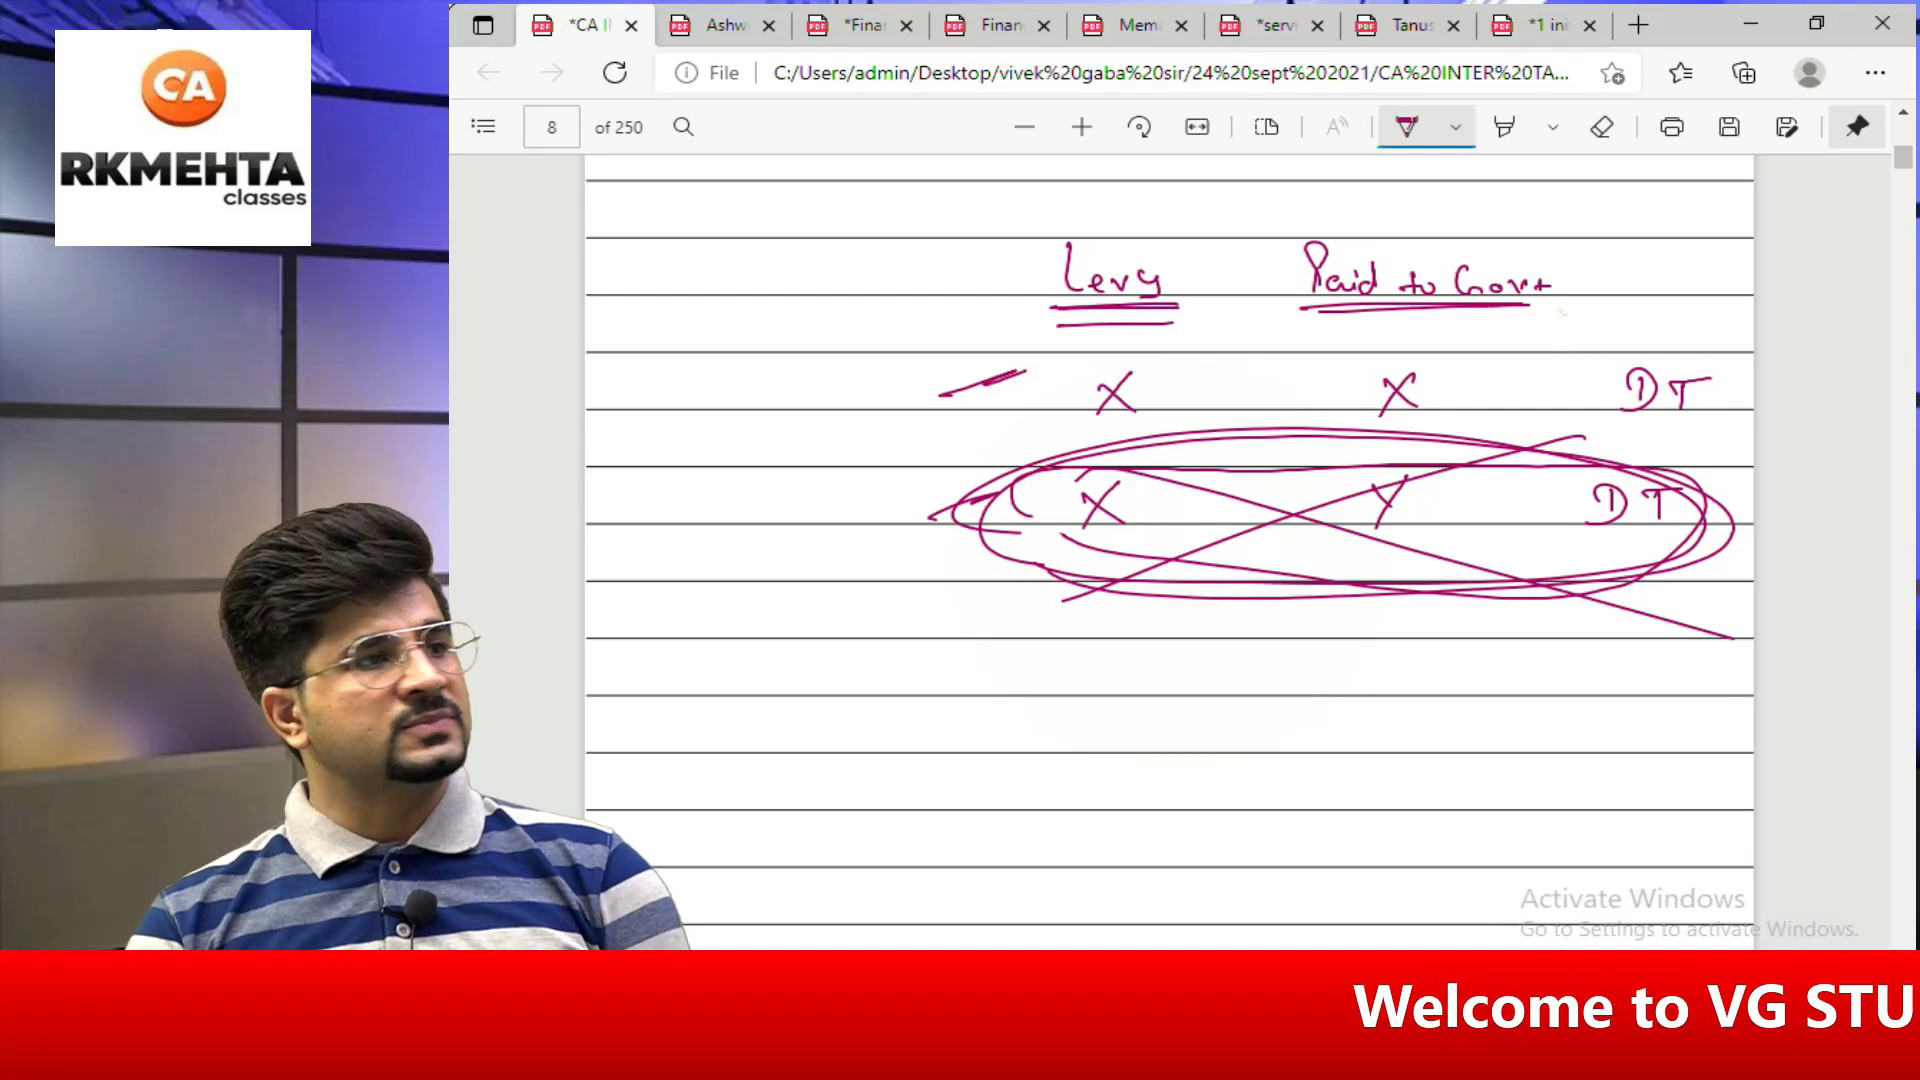 CA
RKMEHTA
classes
*CA I
Ashw
*Finan
Finan
Mem
*serv
Tanus
*1 ini
File
C:/Users/admin/Desktop/vivek%20gaba%20sir/24%20sept%202021/CA%20INTER%20TA...
8 of 250
Levy Paid to Govt
X X DT
X Y DT
Activate Windows
Go to Settings to activate Windows.
Welcome to VG STU